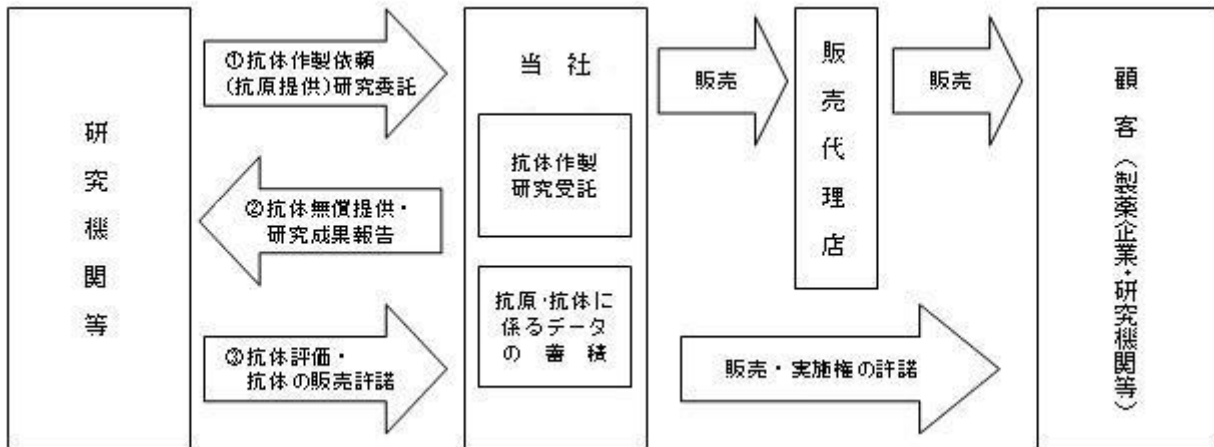 研究機関等
①抗体作製依頼
(抗原提供)研究委託
②抗体無償提供・
研究成果報告
③抗体評価・
抗体の販売許諾
当社
抗体作製
研究受託
抗原・抗体に
係るデータ
の蓄積
販売
販売代理店
販売
販売・実施権の許諾
顧客(製薬企業・研究機関等)